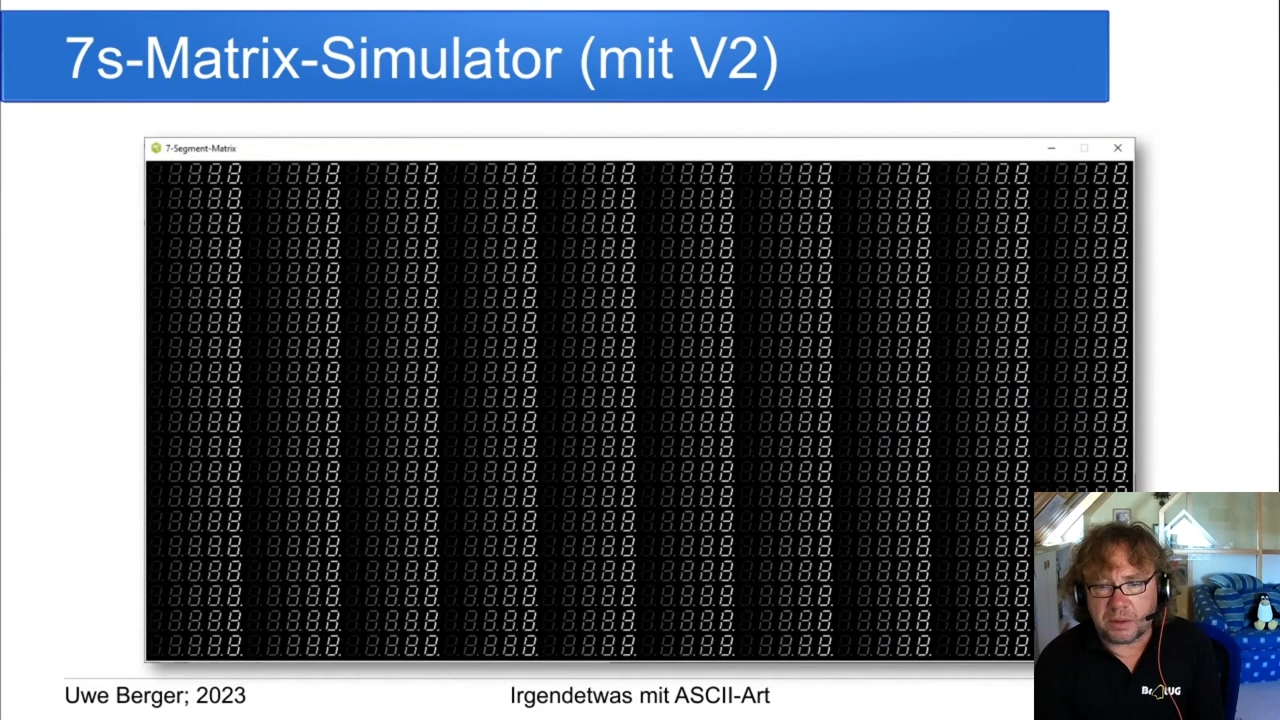 7s-Matrix-Simulator (mit V2)
7-Segment-Matrix
Uwe Berger; 2023
Irgendetwas mit ASCII-Art